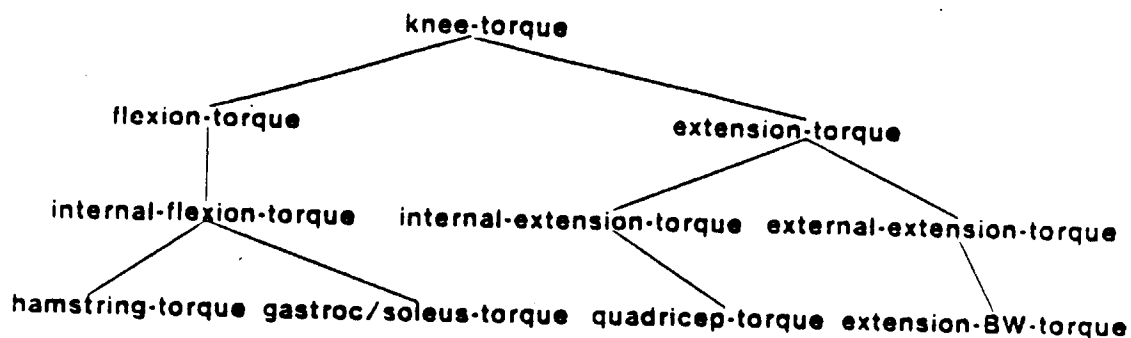 knee-torque
flexion-torque
extension-torque
internal-flexion-torque internal-extension-torque external-extension-torque
hamstring-torque gastroc/soleus-torque quadricep-torque extension-BW-torque